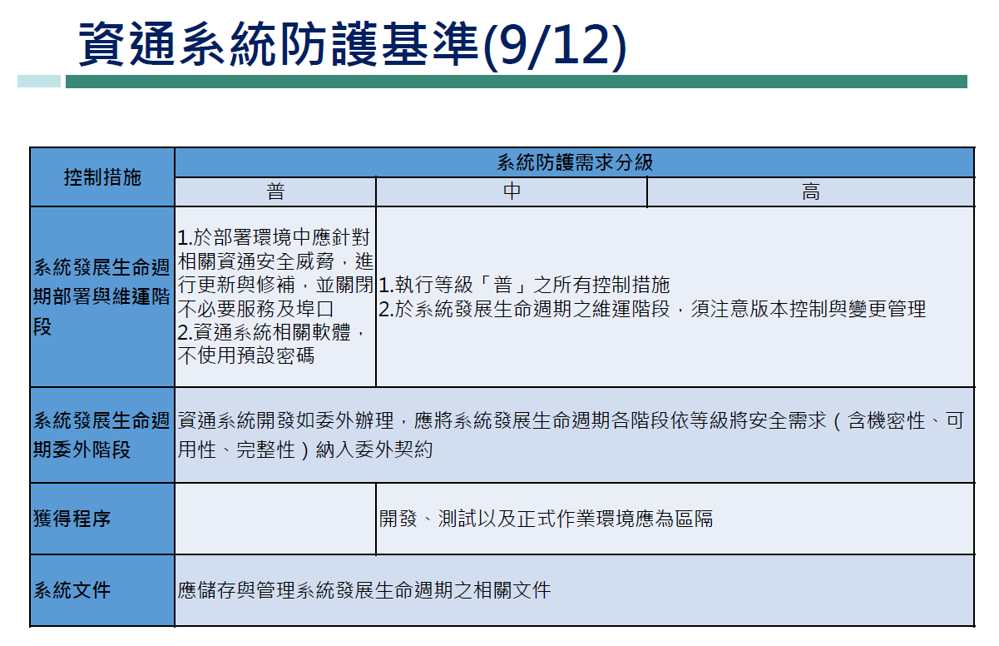 資通系統防護基準(9/12)
控制措施
系統防護需求分級
普
中
高
系統發展生命週
期部署與維運階
段
1.於部署環境中應針對
相關資通安全威脅，進
行更新與修補，並關閉
不必要服務及埠口
2.資通系統相關軟體，
不使用預設密碼
1.執行等級「普」之所有控制措施
2.於系統發展生命週期之維運階段，須注意版本控制與變更管理
系統發展生命週
期委外階段
資通系統開發如委外辦理，應將系統發展生命週期各階段依等級將安全需求（含機密性、可
用性、完整性）納入委外契約
獲得程序
開發、測試以及正式作業環境應為區隔
系統文件
應儲存與管理系統發展生命週期之相關文件